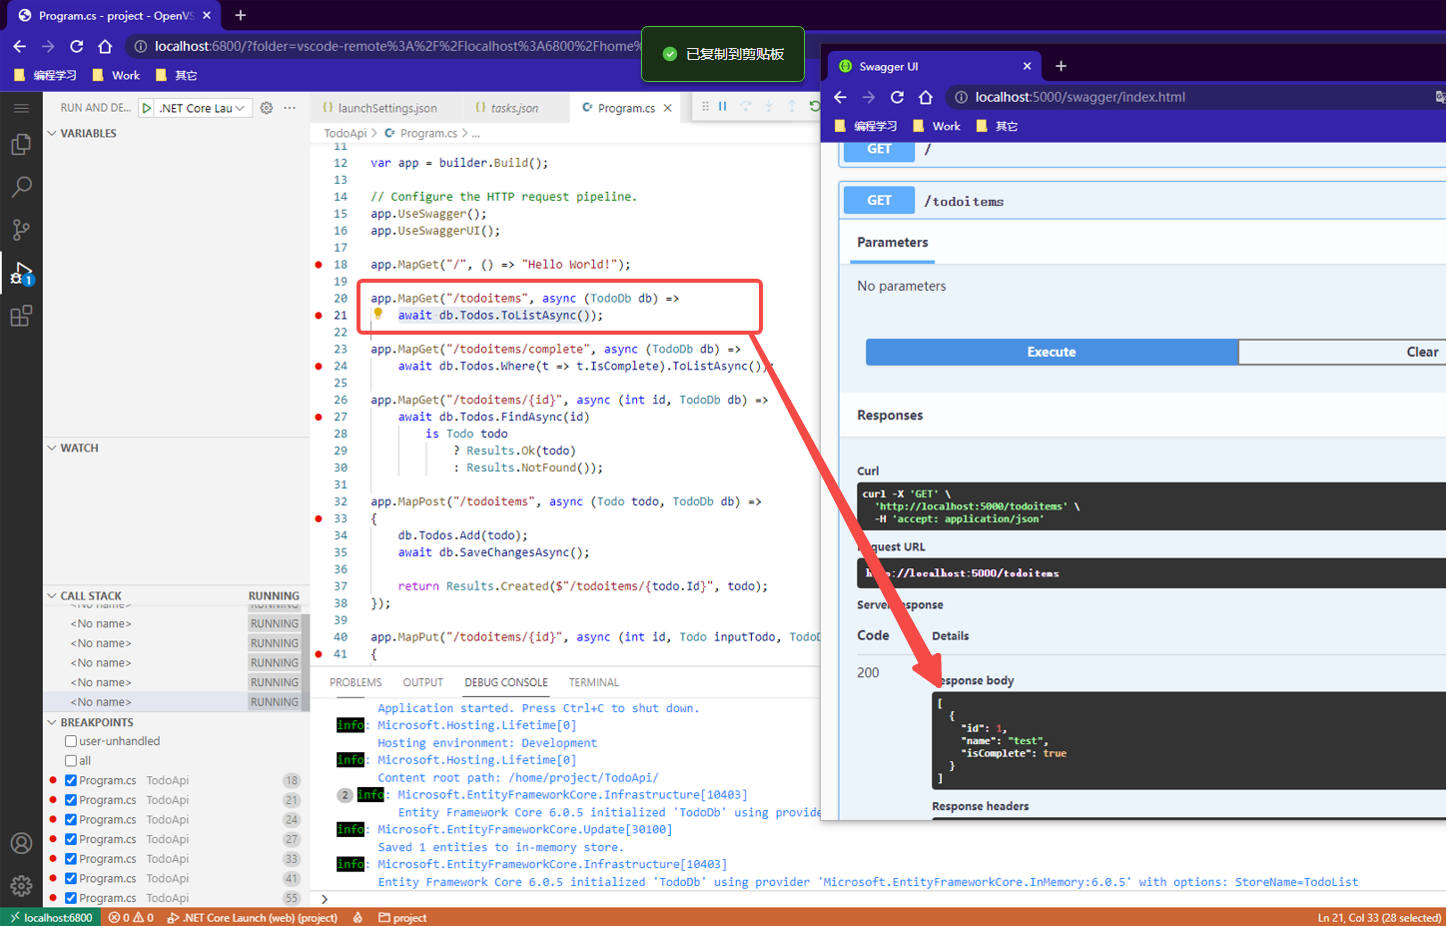 Program.cs - project - OpenVS
localhost:6800/?folder=vscode-remote%3A%2F%2Flocalhost%3A6800%2Fhome%
编程学习 Work 其它
已复制到剪贴板
RUN AND DE... .NET Core Lau
VARIABLES
WATCH
CALL STACK RUNNING
<No name> RUNNING
<No name> RUNNING
<No name> RUNNING
<No name> RUNNING
<No name> RUNNING
<No name> RUNNING
BREAKPOINTS
user-unhandled
all
Program.cs TodoApi 18
Program.cs TodoApi 21
Program.cs TodoApi 24
Program.cs TodoApi 27
Program.cs TodoApi 33
Program.cs TodoApi 41
Program.cs TodoApi 55
1
{} launchSettings.json {} tasks.json Program.cs
TodoApi > Program.cs > ...
11
12 var app = builder.Build();
13
14 // Configure the HTTP request pipeline.
15 app.UseSwagger();
16 app.UseSwaggerUI();
17
18 app.MapGet("/", () => "Hello World!");
19
20 app.MapGet("/todoitems", async (TodoDb db) =>
21 await db.Todos.ToListAsync());
22
23 app.MapGet("/todoitems/complete", async (TodoDb db) =>
24 await db.Todos.Where(t => t.IsComplete).ToListAsync());
25
26 app.MapGet("/todoitems/{id}", async (int id, TodoDb db) =>
27 await db.Todos.FindAsync(id)
28 is Todo todo
29 ? Results.Ok(todo)
30 : Results.NotFound());
31
32 app.MapPost("/todoitems", async (Todo todo, TodoDb db) =>
33 {
34 db.Todos.Add(todo);
35 await db.SaveChangesAsync();
36
37 return Results.Created($"/todoitems/{todo.Id}", todo);
38 });
39
40 app.MapPut("/todoitems/{id}", async (int id, Todo inputTodo, TodoD
41 {
PROBLEMS OUTPUT DEBUG CONSOLE TERMINAL
Application started. Press Ctrl+C to shut down.
info: Microsoft.Hosting.Lifetime[0]
Hosting environment: Development
info: Microsoft.Hosting.Lifetime[0]
Content root path: /home/project/TodoApi/
2 info: Microsoft.EntityFrameworkCore.Infrastructure[10403]
Entity Framework Core 6.0.5 initialized 'TodoDb' using provide
info: Microsoft.EntityFrameworkCore.Update[30100]
Saved 1 entities to in-memory store.
info: Microsoft.EntityFrameworkCore.Infrastructure[10403]
Entity Framework Core 6.0.5 initialized 'TodoDb' using provider 'Microsoft.EntityFrameworkCore.InMemory:6.0.5' with options: StoreName=TodoList
>
localhost:6800 0 0 .NET Core Launch (web) (project) project Ln 21, Col 33 (28 selected)
Swagger UI
localhost:5000/swagger/index.html
编程学习 Work 其它
GET /
GET /todoitems
Parameters
No parameters
Execute Clear
Responses
Curl
curl -X 'GET' \
'http://localhost:5000/todoitems' \
-H 'accept: application/json'
quest URL
://localhost:5000/todoitems
Server sponse
Code Details
200
sponse body
[
{
"id": 1,
"name": "test",
"isComplete": true
}
]
Response headers